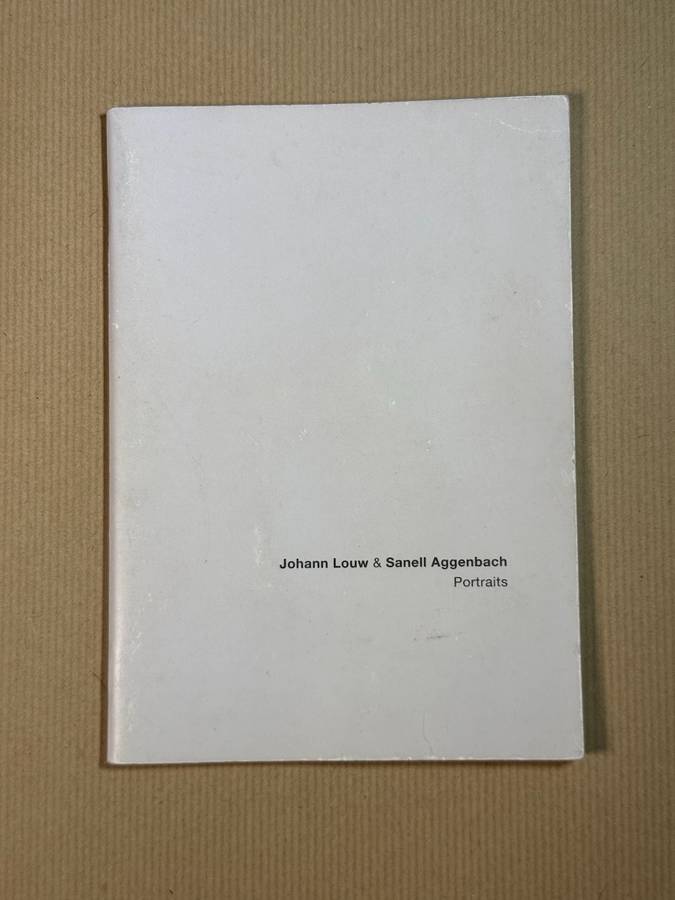 Johann Louw & Sanell Aggenbach
Portraits